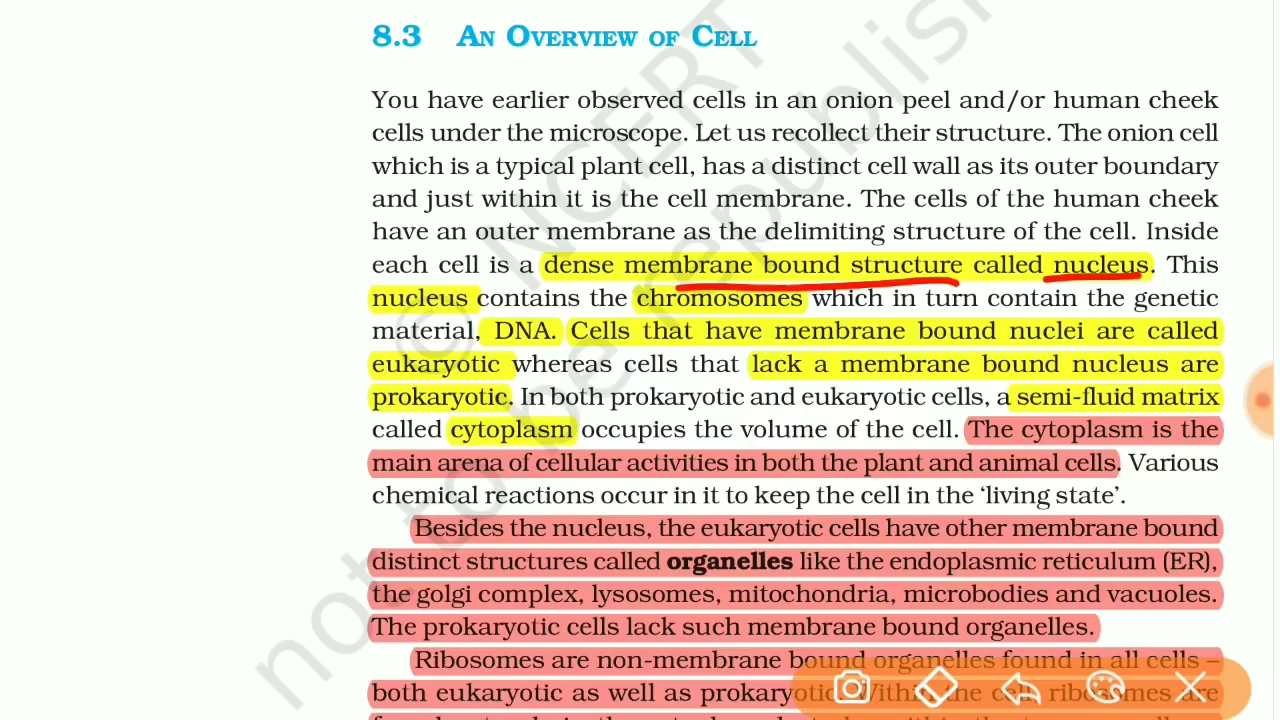 8.3 AN OVERVIEW OF CELL
You have earlier observed cells in an onion peel and/or human cheek
cells under the microscope. Let us recollect their structure. The onion cell
which is a typical plant cell, has a distinct cell wall as its outer boundary
and just within it is the cell membrane. The cells of the human cheek
have an outer membrane as the delimiting structure of the cell. Inside
each cell is a dense membrane bound structure called nucleus. This
nucleus contains the chromosomes which in turn contain the genetic
material, DNA. Cells that have membrane bound nuclei are called
eukaryotic whereas cells that lack a membrane bound nucleus are
prokaryotic. In both prokaryotic and eukaryotic cells, a semi-fluid matrix
called cytoplasm occupies the volume of the cell. The cytoplasm is the
main arena of cellular activities in both the plant and animal cells. Various
chemical reactions occur in it to keep the cell in the ‘living state’.
Besides the nucleus, the eukaryotic cells have other membrane bound
distinct structures called organelles like the endoplasmic reticulum (ER),
the golgi complex, lysosomes, mitochondria, microbodies and vacuoles.
The prokaryotic cells lack such membrane bound organelles.
Ribosomes are non-membrane bound organelles found in all cells –
both eukaryotic as well as prokaryotic. Within the cell, ribosomes are
© NCERT
not to be republish